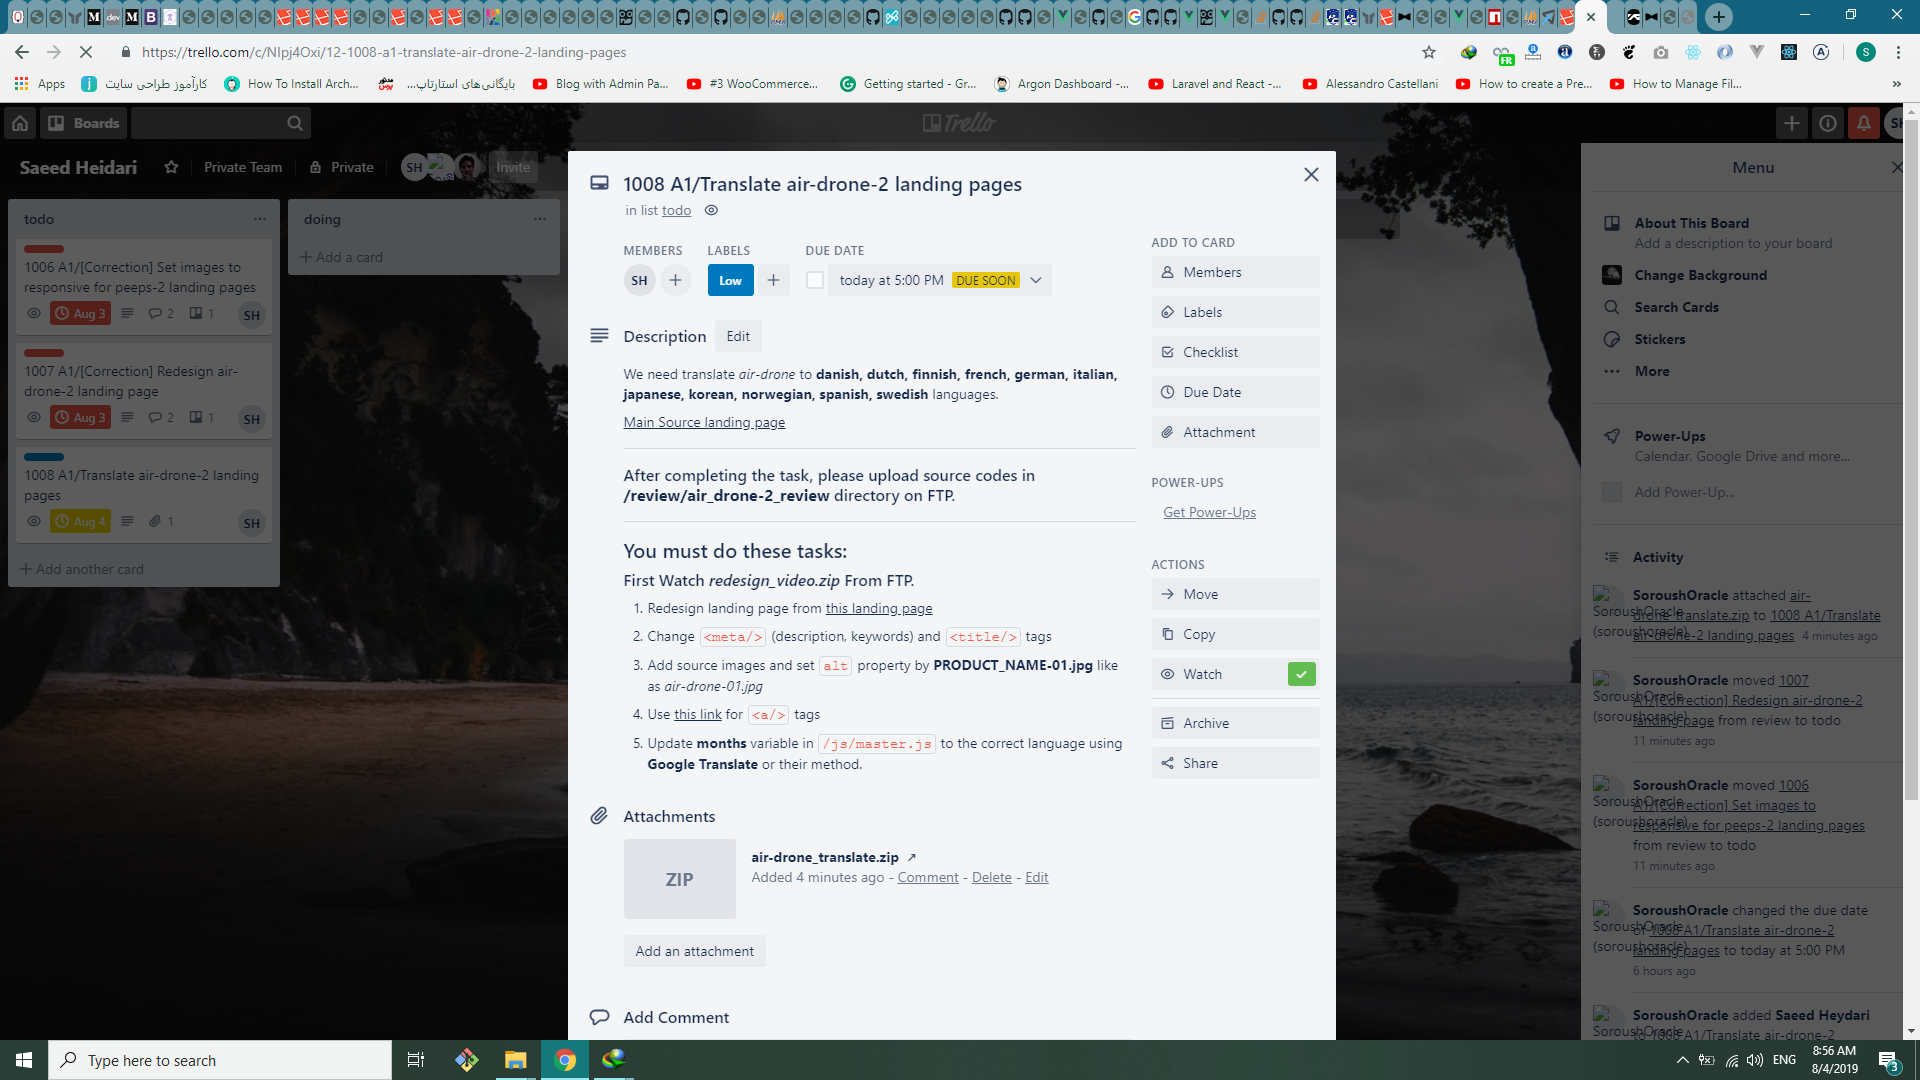 https://trello.com/c/NIpj4Oxi/12-1008-a1-translate-air-drone-2-landing-pages
FR
S
Apps
کارآموز طراحی سایت
How To Install Arch...
بایگانی‌های استارتاپ...
Blog with Admin Pa...
#3 WooCommerce...
Getting started - Gr...
Argon Dashboard -...
Laravel and React -...
Alessandro Castellani
How to create a Pre...
How to Manage Fil...
»
Boards
Trello
SH
Saeed Heidari
Private Team
Private
SH
Invite
todo
1006 A1/[Correction] Set images to
responsive for peeps-2 landing pages
Aug 3
2
1
SH
1007 A1/[Correction] Redesign air-
drone-2 landing page
Aug 3
2
1
SH
1008 A1/Translate air-drone-2 landing
pages
Aug 4
1
SH
Add another card
doing
Add a card
1008 A1/Translate air-drone-2 landing pages
in list todo
MEMBERS
LABELS
DUE DATE
SH
Low
today at 5:00 PM DUE SOON
Description
Edit
We need translate air-drone to danish, dutch, finnish, french, german, italian,
japanese, korean, norwegian, spanish, swedish languages.
Main Source landing page
After completing the task, please upload source codes in
/review/air_drone-2_review directory on FTP.
You must do these tasks:
First Watch redesign_video.zip From FTP.
1. Redesign landing page from this landing page
2. Change <meta/> (description, keywords) and <title/> tags
3. Add source images and set alt property by PRODUCT_NAME-01.jpg like
as air-drone-01.jpg
4. Use this link for <a/> tags
5. Update months variable in /js/master.js to the correct language using
Google Translate or their method.
Attachments
ZIP
air-drone_translate.zip ↗
Added 4 minutes ago - Comment - Delete - Edit
Add an attachment
Add Comment
ADD TO CARD
Members
Labels
Checklist
Due Date
Attachment
POWER-UPS
Get Power-Ups
ACTIONS
Move
Copy
Watch
Archive
Share
Menu
About This Board
Add a description to your board
Change Background
Search Cards
Stickers
More
Power-Ups
Calendar, Google Drive and more...
Add Power-Up...
Activity
SoroushOracle attached air-
drone_translate.zip to 1008 A1/Translate
air-drone-2 landing pages 4 minutes ago
SoroushOracle moved 1007
A1/[Correction] Redesign air-drone-2
landing page from review to todo
11 minutes ago
SoroushOracle moved 1006
A1/[Correction] Set images to
responsive for peeps-2 landing pages
from review to todo
11 minutes ago
SoroushOracle changed the due date
of 1008 A1/Translate air-drone-2
landing pages to today at 5:00 PM
6 hours ago
SoroushOracle added Saeed Heydari
to 1008 A1/Translate air-drone-2
Type here to search
ENG
8:56 AM
8/4/2019
3